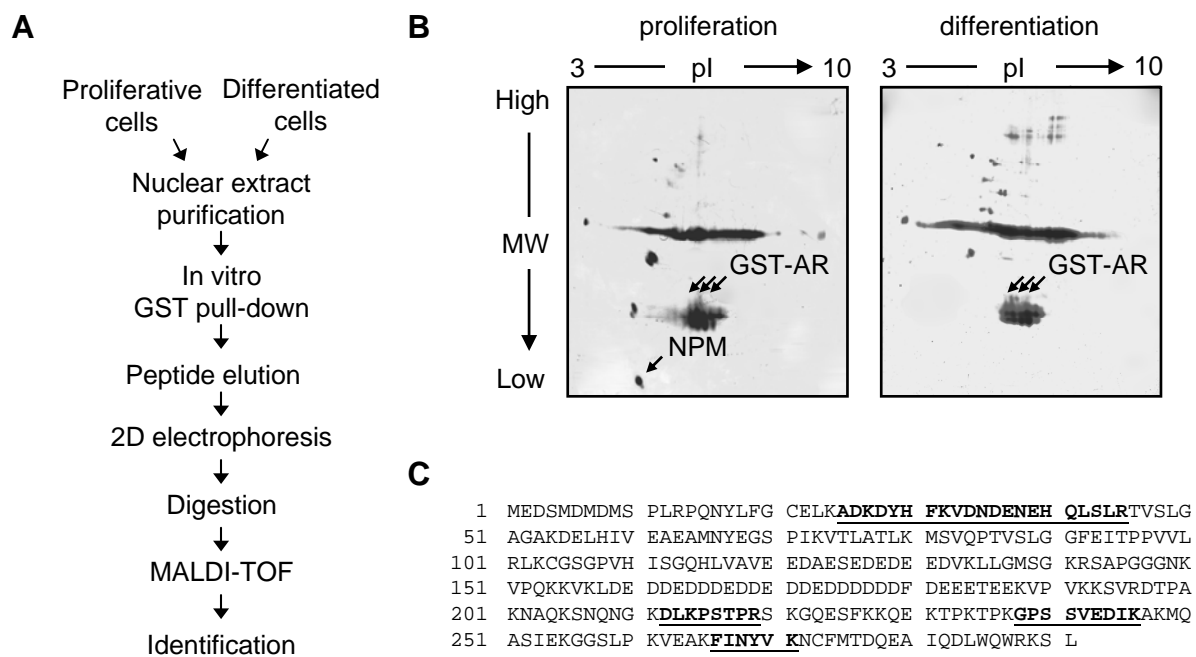 A
Proliferative
cells
Differentiated
cells
Nuclear extract
purification
In vitro
GST pull-down
Peptide elution
2D electrophoresis
Digestion
MALDI-TOF
Identification
B
proliferation
differentiation
3 pI 10
3 pI 10
High
MW
Low
GST-AR
NPM
GST-AR
C
1 MEDSMDMDMS PLRPQNYLFG CELKADKDYH FKVDNDENEH QLSLRTVSLG
51 AGAKDELHIV EAEAMNYEGS PIKVTLATLK MSVQPTVSLG GFEITPPVVL
101 RLKCGSGPVH ISGQHLVAVE EDAESEDEDE EDVKLLGMSG KRSAPGGGNK
151 VPQKKVKLDE DDEDDDEDDE DDEDDDDDDF DEEETEEKVP VKKSVRDTPA
201 KNAQKSNQNG KDLKPSTPRS KGQESFKKQE KTPKTPKGPS SVEDIKAKMQ
251 ASIEKGGSLP KVEAKFINYV KNCFMTDQEA IQDLWQWRKS L